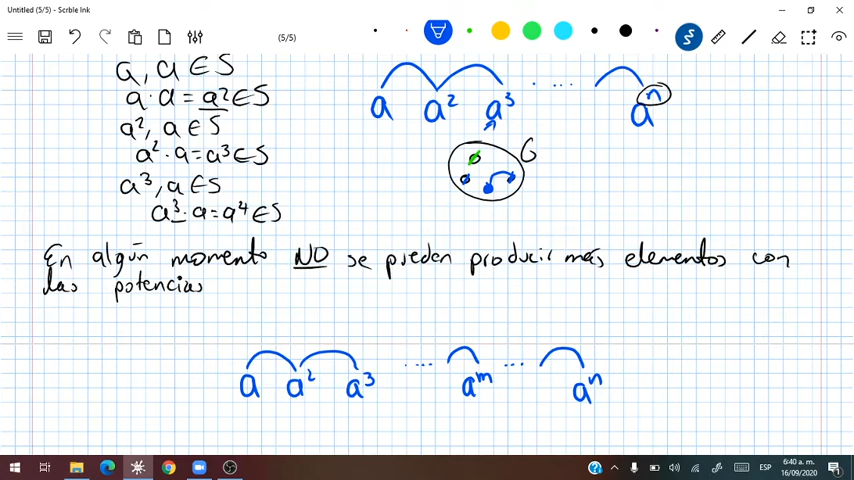 Untitled (5/5) - Scrble Ink
(5/5)
a, a ∈ S
a · a = a² ∈ S
a², a ∈ S
a² · a = a³ ∈ S
a³, a ∈ S
a³ · a = a⁴ ∈ S
a a² a³ ..... aⁿ
G
En algún momento NO se pueden producir más elementos con
las potencias
a a² a³ .... aᵐ .... aⁿ
ESP
6:40 a. m.
16/09/2020